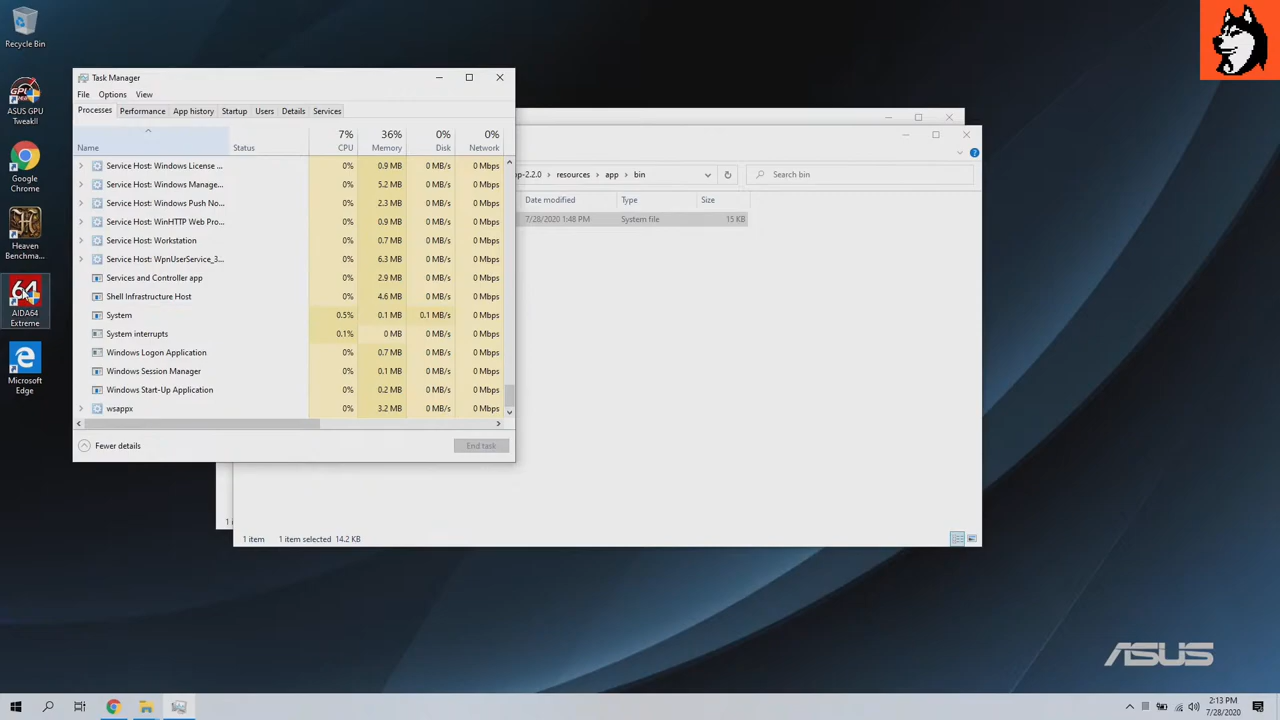 Recycle Bin
ASUS GPU
TweakII
Google
Chrome
Heaven
Benchmar...
64
AIDA64
Extreme
Microsoft
Edge
Task Manager
File Options View
Processes Performance App history Startup Users Details Services
7% 36% 0% 0%
Name Status CPU Memory Disk Network
Service Host: Windows License ... 0% 0.9 MB 0 MB/s 0 Mbps
Service Host: Windows Manage... 0% 5.2 MB 0 MB/s 0 Mbps
Service Host: Windows Push No... 0% 2.3 MB 0 MB/s 0 Mbps
Service Host: WinHTTP Web Pro... 0% 0.9 MB 0 MB/s 0 Mbps
Service Host: Workstation 0% 0.7 MB 0 MB/s 0 Mbps
Service Host: WpnUserService_3... 0% 6.3 MB 0 MB/s 0 Mbps
Services and Controller app 0% 2.9 MB 0 MB/s 0 Mbps
Shell Infrastructure Host 0% 4.6 MB 0 MB/s 0 Mbps
System 0.5% 0.1 MB 0.1 MB/s 0 Mbps
System interrupts 0.1% 0 MB 0 MB/s 0 Mbps
Windows Logon Application 0% 0.7 MB 0 MB/s 0 Mbps
Windows Session Manager 0% 0.1 MB 0 MB/s 0 Mbps
Windows Start-Up Application 0% 0.2 MB 0 MB/s 0 Mbps
wsappx 0% 3.2 MB 0 MB/s 0 Mbps
Fewer details End task
pp-2.2.0 › resources › app › bin
Search bin
Date modified Type Size
7/28/2020 1:48 PM System file 15 KB
1 item 1 item selected 14.2 KB
ASUS
2:13 PM
7/28/2020